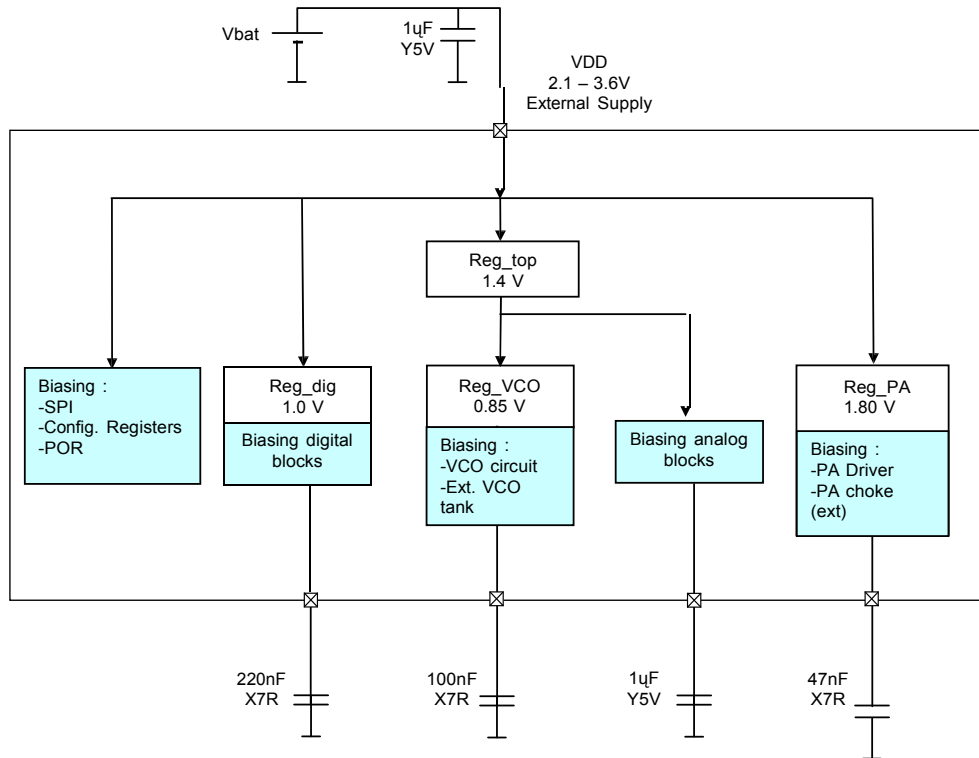 Vbat
1ųF
Y5V
VDD
2.1 – 3.6V
External Supply
Reg_top
1.4 V
Biasing :
-SPI
-Config. Registers
-POR
Reg_dig
1.0 V
Biasing digital
blocks
Reg_VCO
0.85 V
Biasing :
-VCO circuit
-Ext. VCO
tank
Biasing analog
blocks
Reg_PA
1.80 V
Biasing :
-PA Driver
-PA choke
(ext)
220nF
X7R
100nF
X7R
1ųF
Y5V
47nF
X7R